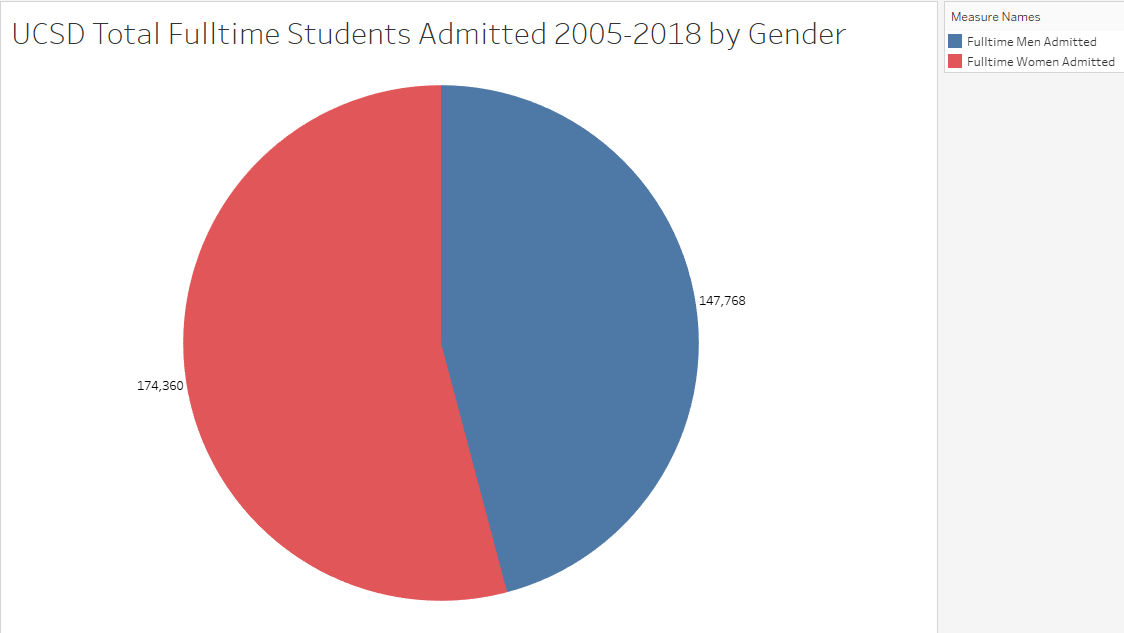 UCSD Total Fulltime Students Admitted 2005-2018 by Gender
Measure Names
Fulltime Men Admitted
Fulltime Women Admitted
147,768
174,360